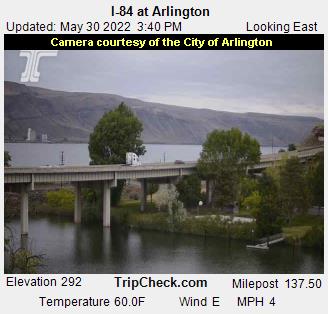 I-84 at Arlington
Updated: May 30 2022 3:40 PM Looking East
Camera courtesy of the City of Arlington
Elevation 292 TripCheck.com Milepost 137.50
Temperature 60.0F Wind E MPH 4